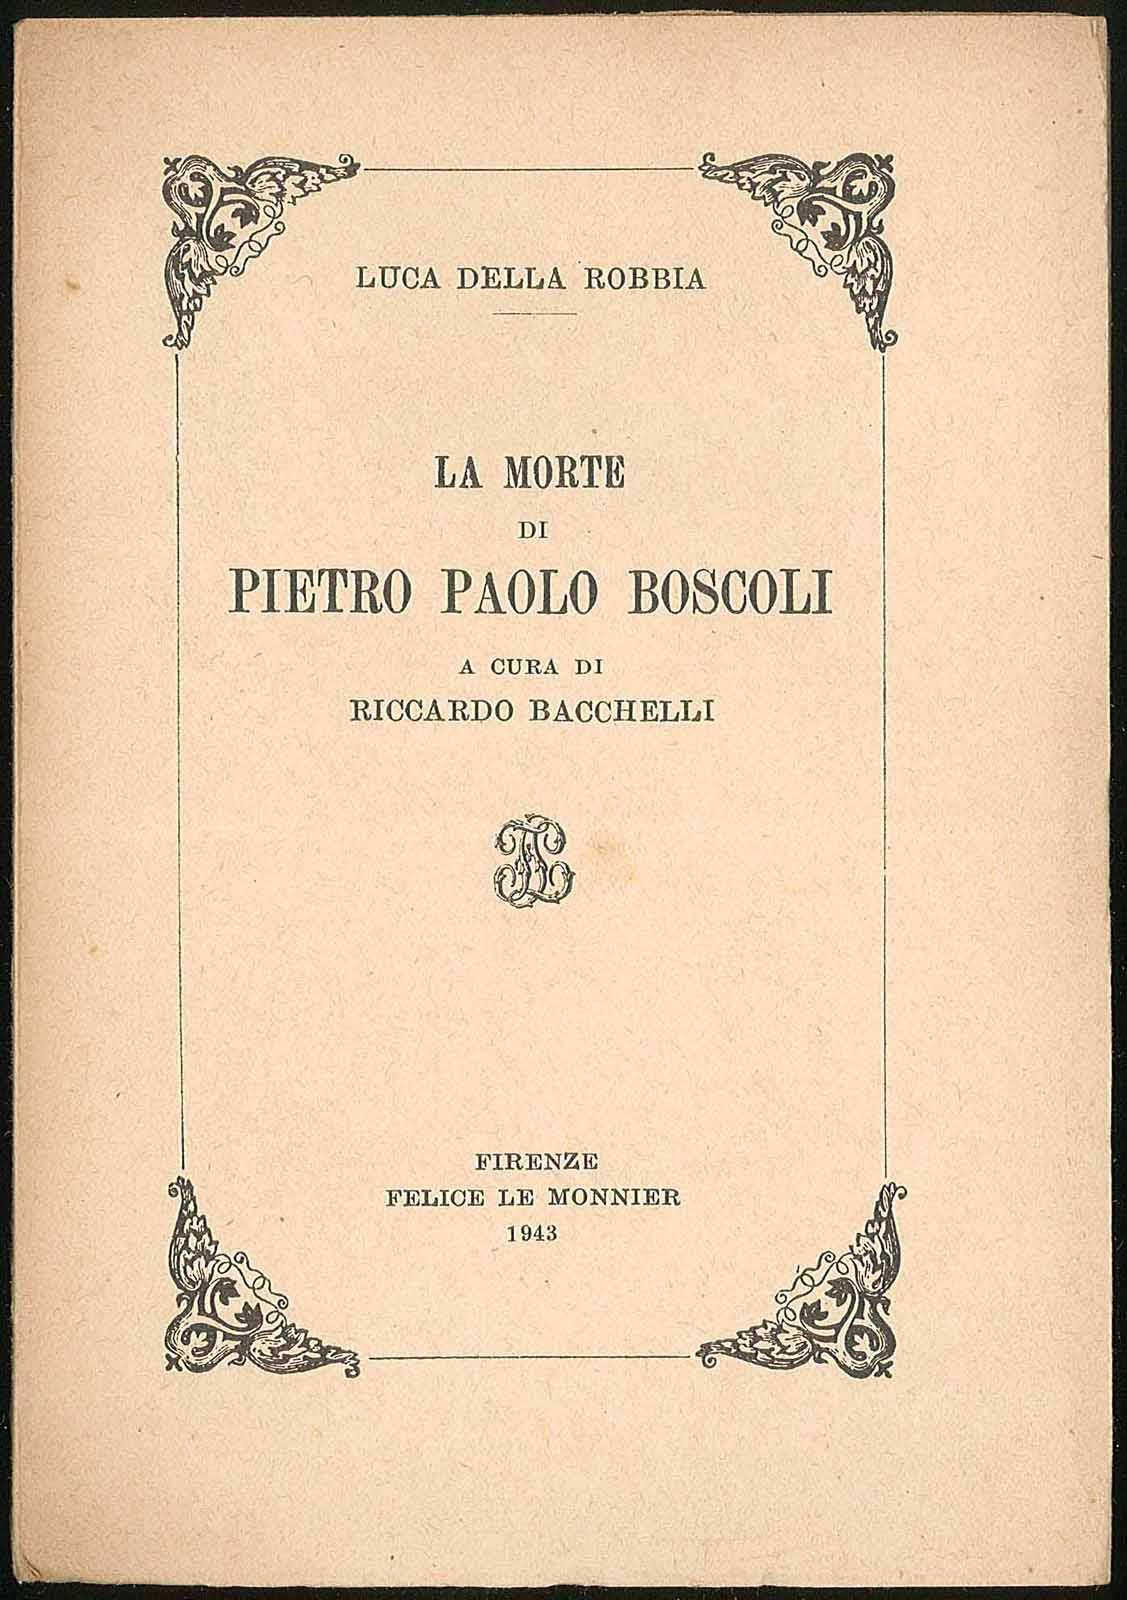 LUCA DELLA ROBBIA
LA MORTE
DI
PIETRO PAOLO BOSCOLI
A CURA DI
RICCARDO BACCHELLI
FIRENZE
FELICE LE MONNIER
1943